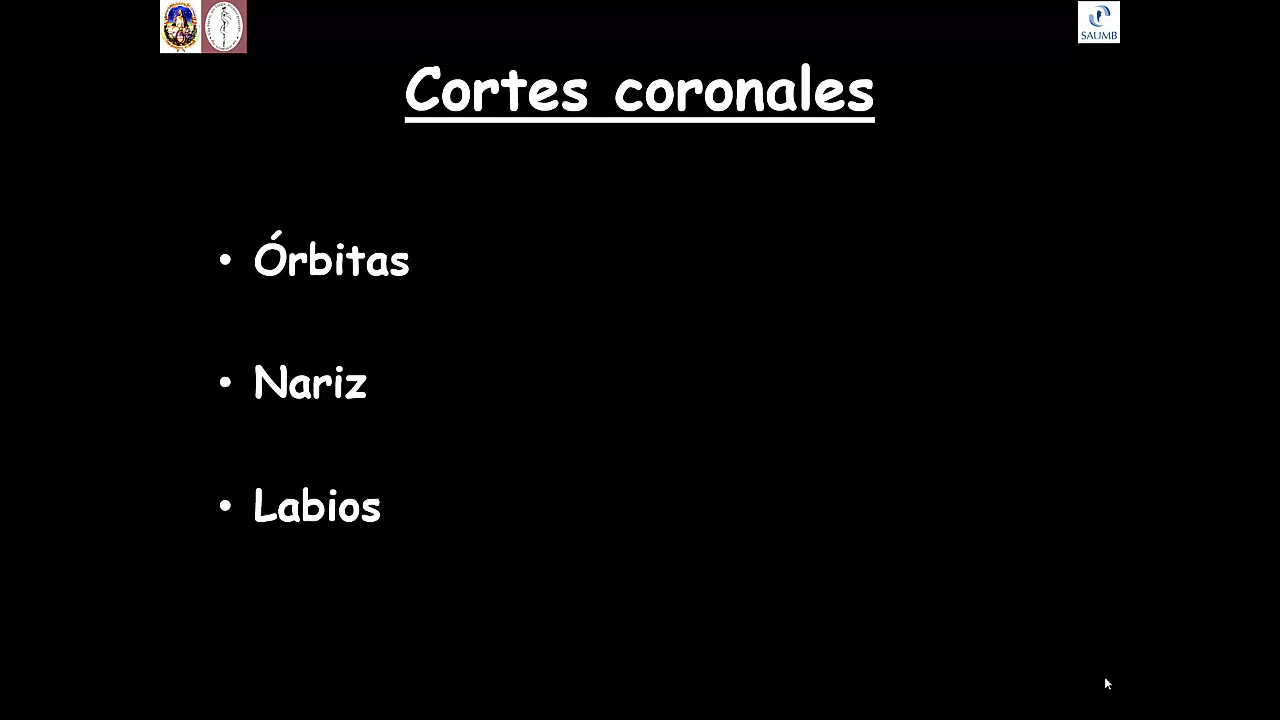 SAUMB
Cortes coronales
• Órbitas
• Nariz
• Labios